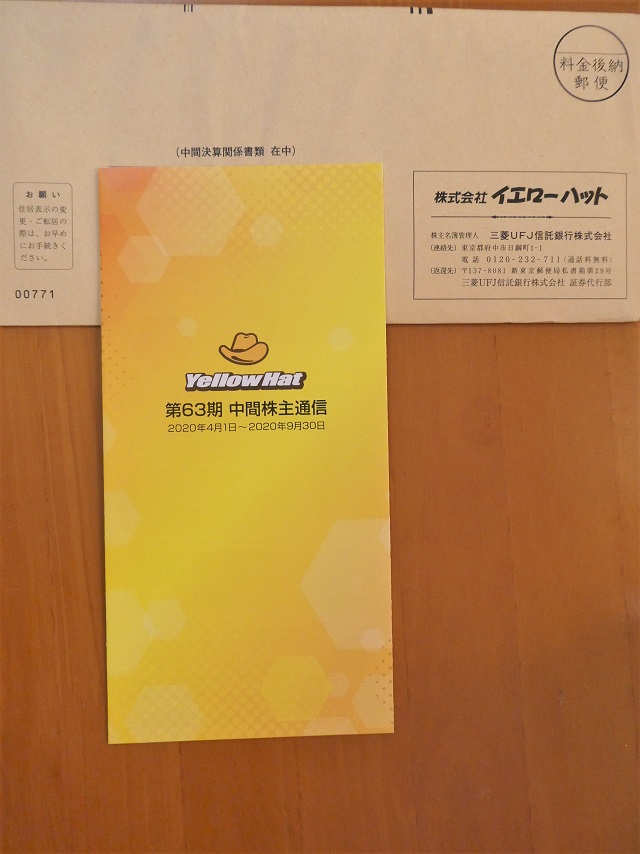 料金後納
郵便
（中間決算関係書類 在中）
お願い
住居表示の変
更・ご転居の
際は、お早め
にお手続きく
ださい。
00771
株式会社 イエローハット
株主名簿管理人 三菱UFJ信託銀行株式会社
（連絡先）東京都府中市日鋼町1-1
電話 0120-232-711（通話料無料）
（返還先）〒137-8081 新東京郵便局私書箱第29号
三菱UFJ信託銀行株式会社 証券代行部
YellowHat
第63期 中間株主通信
2020年4月1日～2020年9月30日